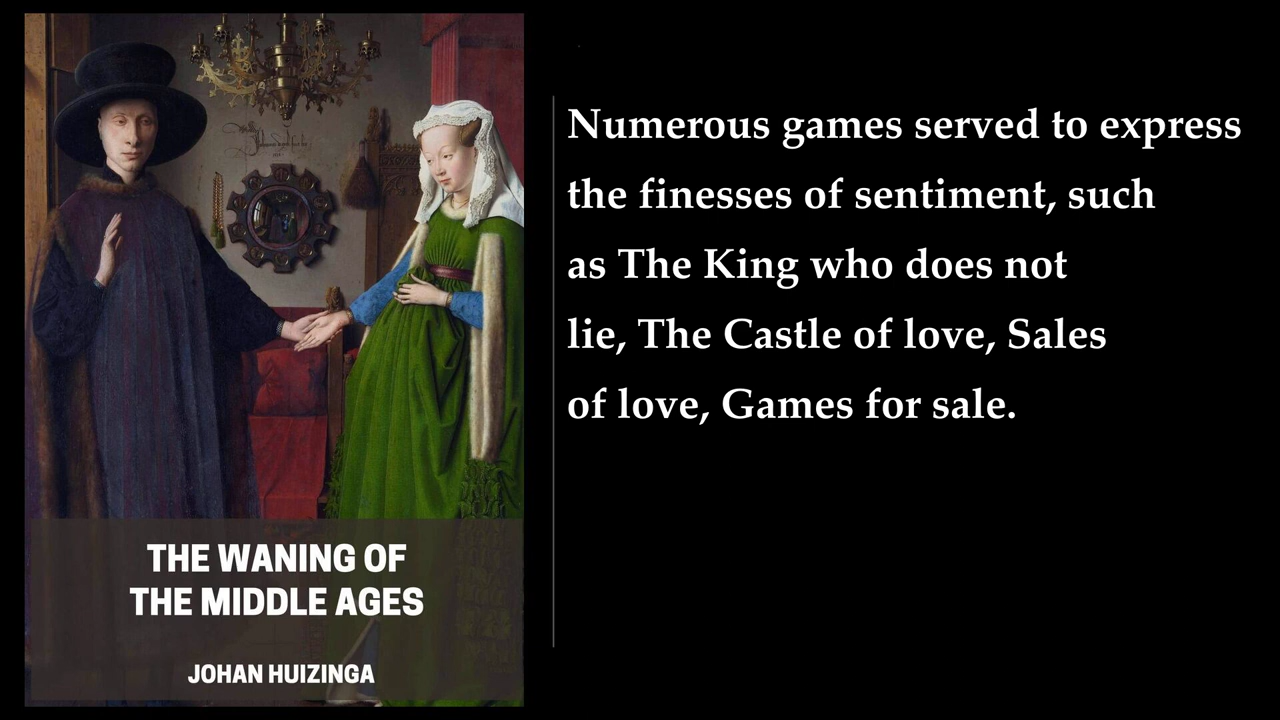 Numerous games served to express
the finesses of sentiment, such
as The King who does not
lie, The Castle of love, Sales
of love, Games for sale.
THE WANING OF
THE MIDDLE AGES
JOHAN HUIZINGA